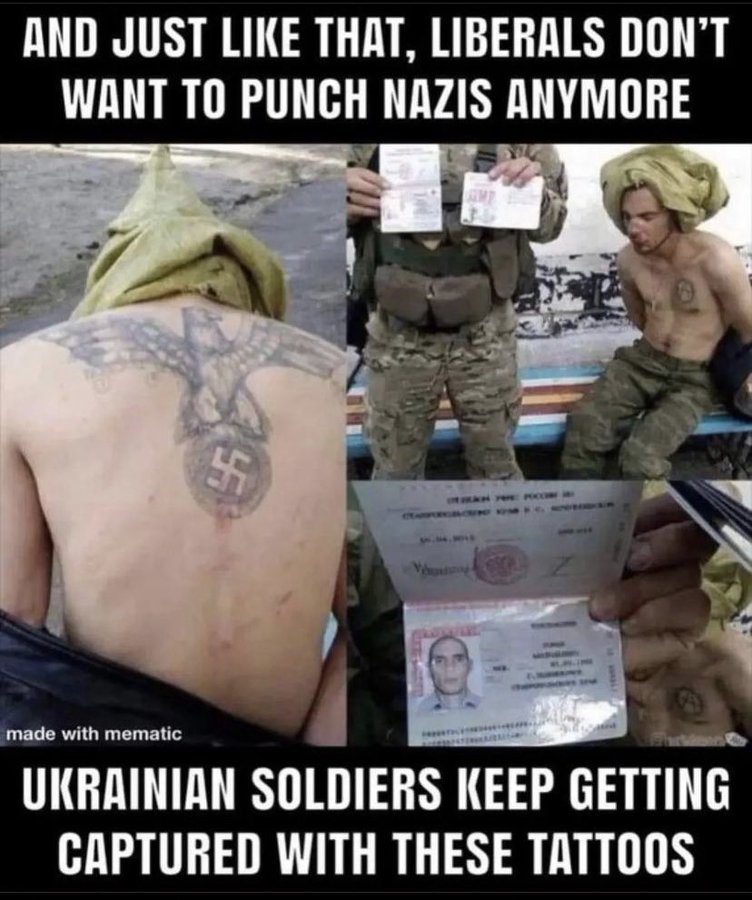 AND JUST LIKE THAT, LIBERALS DON'T
WANT TO PUNCH NAZIS ANYMORE
made with mematic
UKRAINIAN SOLDIERS KEEP GETTING
CAPTURED WITH THESE TATTOOS